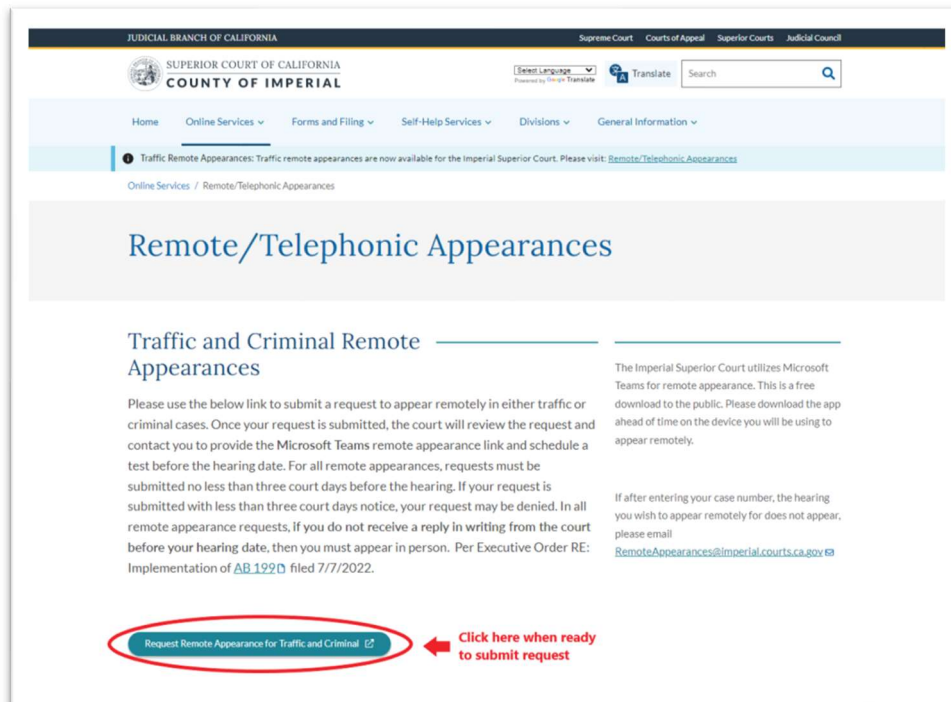 JUDICIAL BRANCH OF CALIFORNIA
Supreme Court Courts of Appeal Superior Courts Judicial Council
SUPERIOR COURT OF CALIFORNIA
COUNTY OF IMPERIAL
Select Language
Powered by Google Translate
Translate
Search
Home Online Services Forms and Filing Self-Help Services Divisions General Information
Traffic Remote Appearances: Traffic remote appearances are now available for the Imperial Superior Court. Please visit: Remote/Telephonic Appearances
Online Services / Remote/Telephonic Appearances
Remote/Telephonic Appearances
Traffic and Criminal Remote
Appearances
Please use the below link to submit a request to appear remotely in either traffic or
criminal cases. Once your request is submitted, the court will review the request and
contact you to provide the Microsoft Teams remote appearance link and schedule a
test before the hearing date. For all remote appearances, requests must be
submitted no less than three court days before the hearing. If your request is
submitted with less than three court days notice, your request may be denied. In all
remote appearance requests, if you do not receive a reply in writing from the court
before your hearing date, then you must appear in person. Per Executive Order RE:
Implementation of AB 199 filed 7/7/2022.
The Imperial Superior Court utilizes Microsoft
Teams for remote appearance. This is a free
download to the public. Please download the app
ahead of time on the device you will be using to
appear remotely.
If after entering your case number, the hearing
you wish to appear remotely for does not appear,
please email
RemoteAppearances@imperial.courts.ca.gov
Request Remote Appearance for Traffic and Criminal
Click here when ready
to submit request